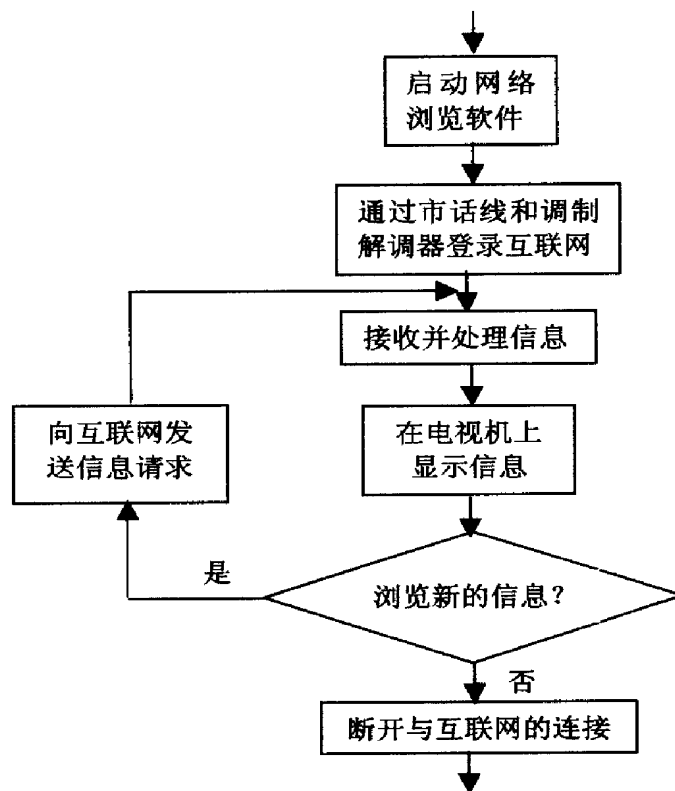 启动网络
浏览软件
通过市话线和调制
解调器登录互联网
接收并处理信息
向互联网发
送信息请求
在电视机上
显示信息
是
浏览新的信息？
否
断开与互联网的连接